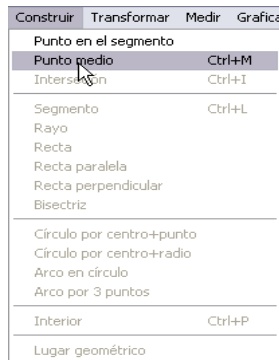 Construir Transformar Medir Grafica
Punto en el segmento
Punto medio Ctrl+M
Intersección Ctrl+I
Segmento Ctrl+L
Rayo
Recta
Recta paralela
Recta perpendicular
Bisectriz
Círculo por centro+punto
Círculo por centro+radio
Arco en círculo
Arco por 3 puntos
Interior Ctrl+P
Lugar geométrico